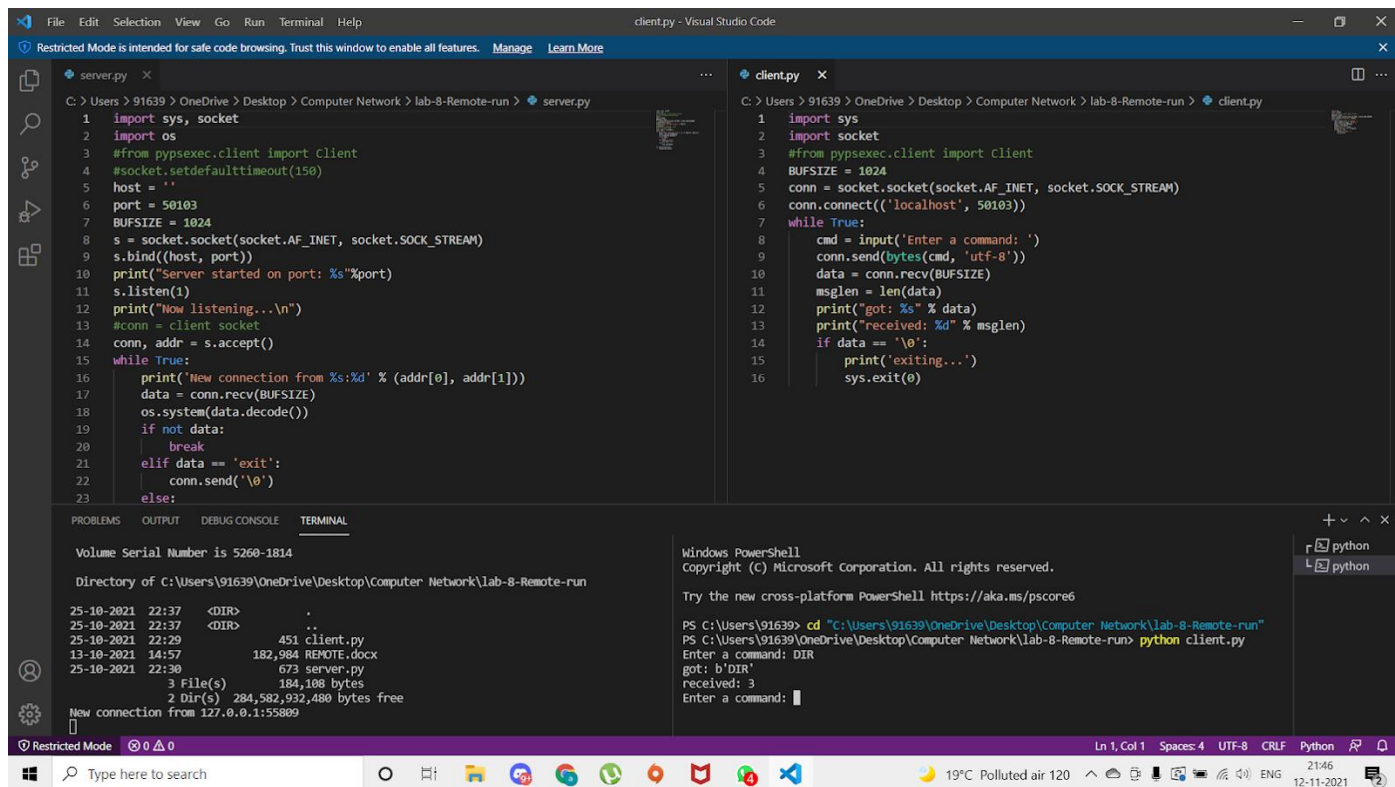 File Edit Selection View Go Run Terminal Help
client.py - Visual Studio Code
Restricted Mode is intended for safe code browsing. Trust this window to enable all features. Manage Learn More
server.py
C: > Users > 91639 > OneDrive > Desktop > Computer Network > lab-8-Remote-run > server.py
1 import sys, socket
2 import os
3 #from pypsexec.client import Client
4 #socket.setdefaulttimeout(150)
5 host = ''
6 port = 50103
7 BUFSIZE = 1024
8 s = socket.socket(socket.AF_INET, socket.SOCK_STREAM)
9 s.bind((host, port))
10 print("Server started on port: %s"%port)
11 s.listen(1)
12 print("Now listening...\n")
13 #conn = client socket
14 conn, addr = s.accept()
15 while True:
16 print('New connection from %s:%d' % (addr[0], addr[1]))
17 data = conn.recv(BUFSIZE)
18 os.system(data.decode())
19 if not data:
20 break
21 elif data == 'exit':
22 conn.send('\0')
23 else:
client.py
C: > Users > 91639 > OneDrive > Desktop > Computer Network > lab-8-Remote-run > client.py
1 import sys
2 import socket
3 #from pypsexec.client import Client
4 BUFSIZE = 1024
5 conn = socket.socket(socket.AF_INET, socket.SOCK_STREAM)
6 conn.connect(('localhost', 50103))
7 while True:
8 cmd = input('Enter a command: ')
9 conn.send(bytes(cmd, 'utf-8'))
10 data = conn.recv(BUFSIZE)
11 msglen = len(data)
12 print("got: %s" % data)
13 print("received: %d" % msglen)
14 if data == '\0':
15 print('exiting...')
16 sys.exit(0)
PROBLEMS OUTPUT DEBUG CONSOLE TERMINAL
Volume Serial Number is 5260-1814
Directory of C:\Users\91639\OneDrive\Desktop\Computer Network\lab-8-Remote-run
25-10-2021 22:37 <DIR> .
25-10-2021 22:37 <DIR> ..
25-10-2021 22:29 451 client.py
13-10-2021 14:57 182,984 REMOTE.docx
25-10-2021 22:30 673 server.py
3 File(s) 184,108 bytes
2 Dir(s) 284,582,932,480 bytes free
New connection from 127.0.0.1:55809
Windows PowerShell
Copyright (C) Microsoft Corporation. All rights reserved.
Try the new cross-platform PowerShell https://aka.ms/pscore6
PS C:\Users\91639> cd "C:\Users\91639\OneDrive\Desktop\Computer Network\lab-8-Remote-run"
PS C:\Users\91639\OneDrive\Desktop\Computer Network\lab-8-Remote-run> python client.py
Enter a command: DIR
got: b'DIR'
received: 3
Enter a command:
python
python
Restricted Mode 0 0
Ln 1, Col 1 Spaces: 4 UTF-8 CRLF Python
Type here to search
19°C Polluted air 120 ENG
21:46
12-11-2021